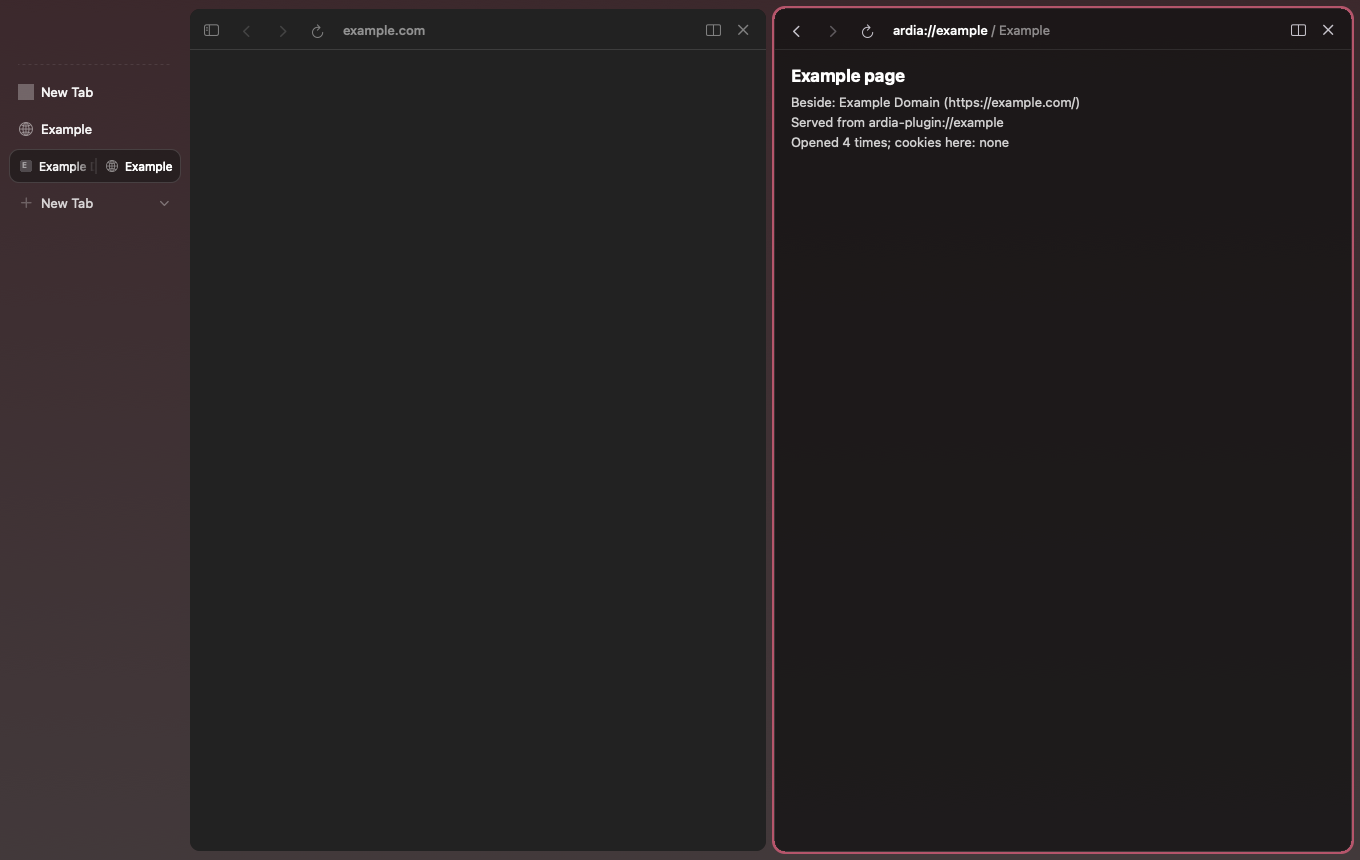 New Tab
Example
E Example Example
New Tab
example.com
ardia://example / Example
Example page
Beside: Example Domain (https://example.com/)
Served from ardia-plugin://example
Opened 4 times; cookies here: none